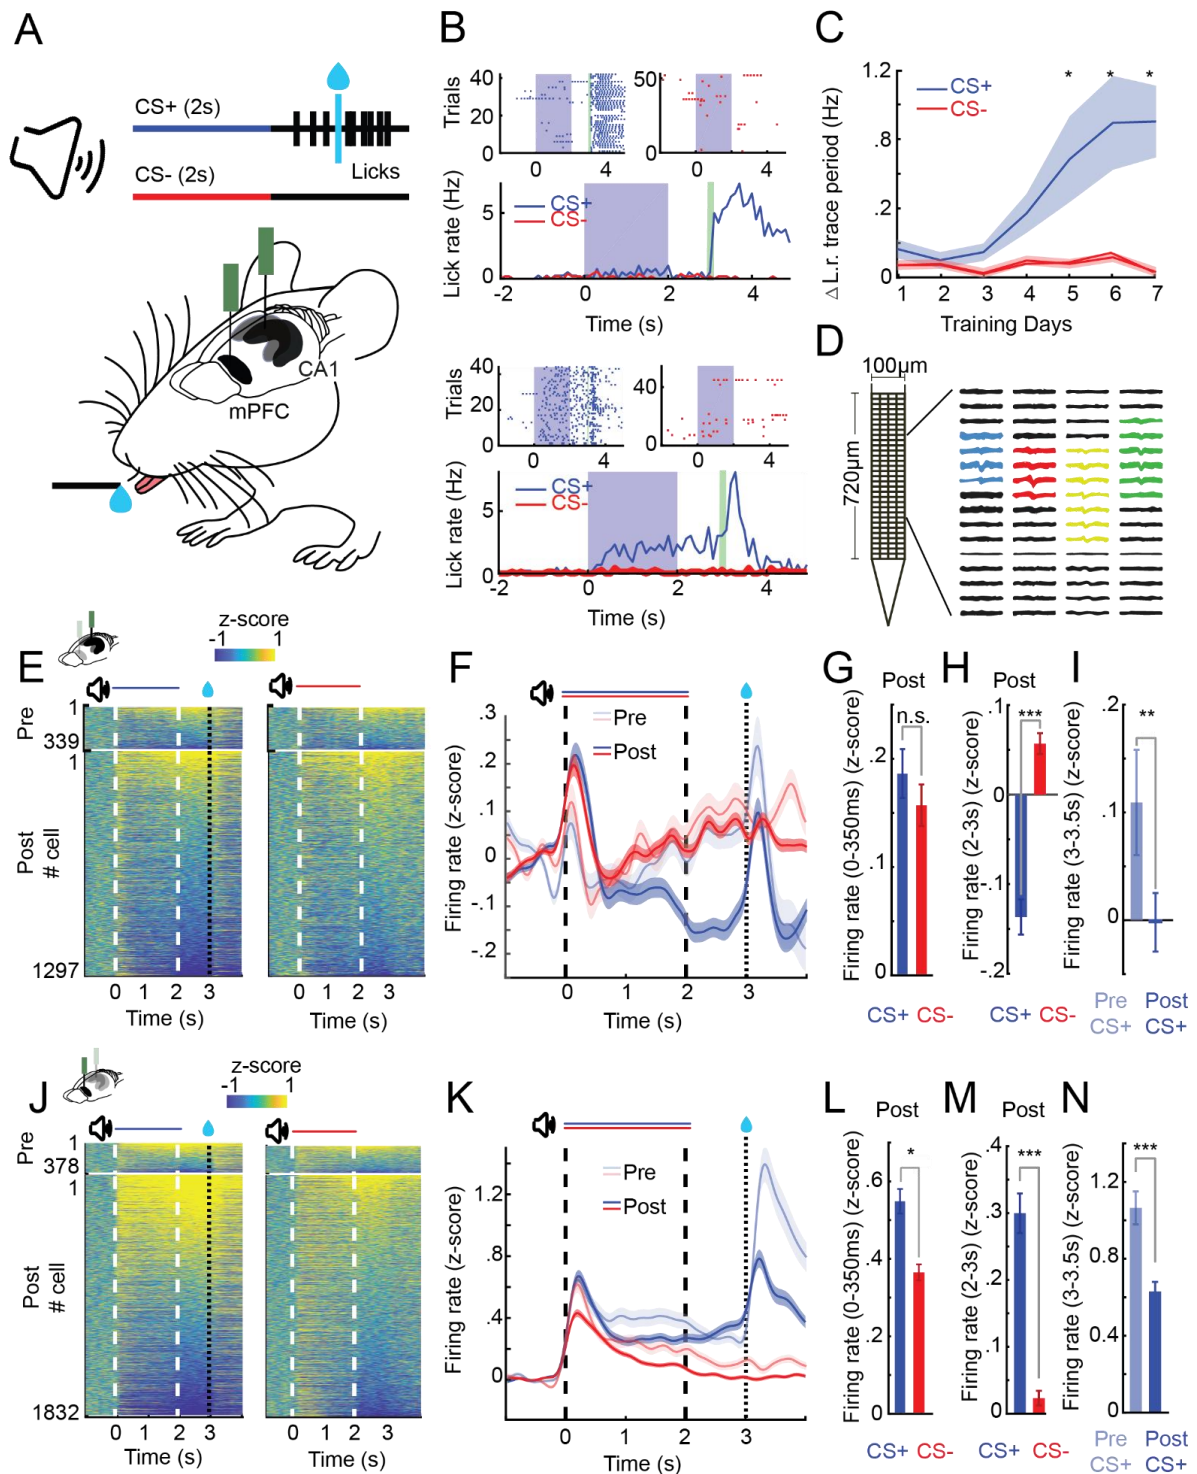 A
CS+ (2s)
CS- (2s)
Licks
CA1
mPFC
B
Trials
40
20
0
0
2
4
50
0
0
2
4
Lick rate (Hz)
5
0
CS+
CS-
-2
0
2
4
Time (s)
Trials
40
20
0
0
2
4
40
0
0
2
4
Lick rate (Hz)
5
0
CS+
CS-
-2
0
2
4
Time (s)
C
△ L.r. trace period (Hz)
1.2
.8
.2
0
CS+
CS-
* * *
1 2 3 4 5 6 7
Training Days
D
100µm
720µm
E
z-score
-1 1
Pre
1
339
1
Post
# cell
1297
0 1 2 3
Time (s)
0 1 2 3
Time (s)
F
Firing rate (z-score)
.3
.2
.1
0
-.1
-.2
Pre
Post
0 1 2 3
Time (s)
G
Post
n.s.
Firing rate (0-350ms) (z-score)
.2
.1
0
CS+ CS-
H
Post
***
Firing rate (2-3s) (z-score)
.1
0
-.1
-.2
CS+ CS-
I
**
Firing rate (3-3.5s) (z-score)
.2
.1
0
Pre Post
CS+ CS+
J
z-score
-1 1
Pre
1
378
1
Post
# cell
1832
0 1 2 3
Time (s)
0 1 2 3
Time (s)
K
Firing rate (z-score)
1.2
.8
.4
0
Pre
Post
0 1 2 3
Time (s)
L
Post
*
Firing rate (0-350ms) (z-score)
.6
.4
.2
0
CS+ CS-
M
Post
***
Firing rate (2-3s) (z-score)
.4
.3
.2
.1
0
CS+ CS-
N
***
Firing rate (3-3.5s) (z-score)
1.2
0.8
0.4
0
Pre Post
CS+ CS+